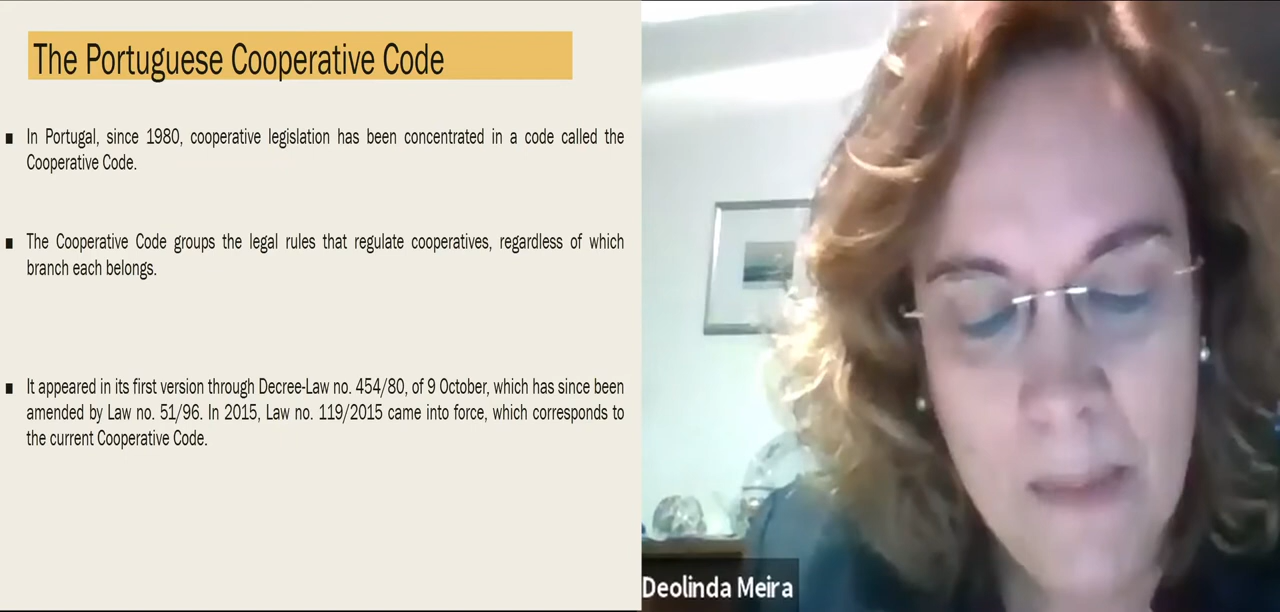 The Portuguese Cooperative Code
■ In Portugal, since 1980, cooperative legislation has been concentrated in a code called the
Cooperative Code.
■ The Cooperative Code groups the legal rules that regulate cooperatives, regardless of which
branch each belongs.
■ It appeared in its first version through Decree-Law no. 454/80, of 9 October, which has since been
amended by Law no. 51/96. In 2015, Law no. 119/2015 came into force, which corresponds to
the current Cooperative Code.
Deolinda Meira